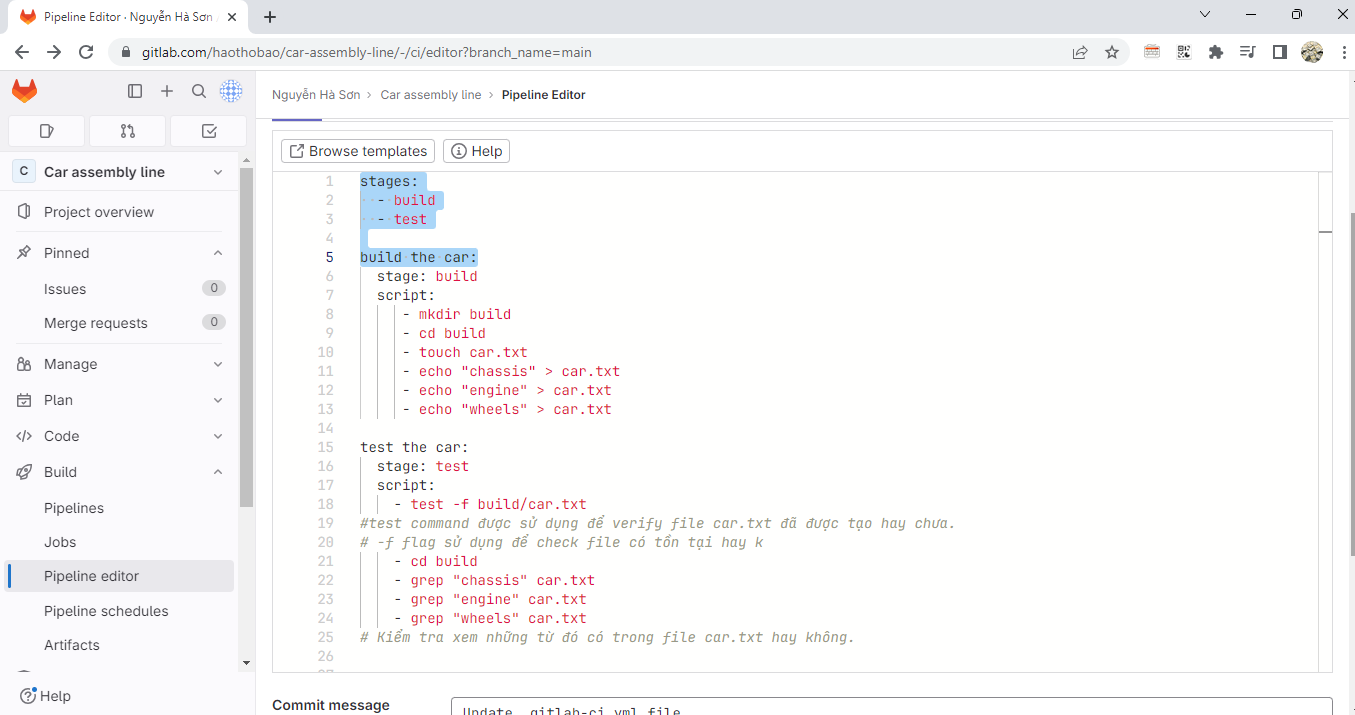 Pipeline Editor · Nguyễn Hà Sơn
gitlab.com/haothobao/car-assembly-line/-/ci/editor?branch_name=main
Nguyễn Hà Sơn › Car assembly line › Pipeline Editor
C Car assembly line
Project overview
Pinned
Issues 0
Merge requests 0
Manage
Plan
Code
Build
Pipelines
Jobs
Pipeline editor
Pipeline schedules
Artifacts
Help
Browse templates Help
1 stages:
2 - build
3 - test
4
5 build the car:
6 stage: build
7 script:
8 - mkdir build
9 - cd build
10 - touch car.txt
11 - echo "chassis" > car.txt
12 - echo "engine" > car.txt
13 - echo "wheels" > car.txt
14
15 test the car:
16 stage: test
17 script:
18 - test -f build/car.txt
19 #test command được sử dụng để verify file car.txt đã được tạo hay chưa.
20 # -f flag sử dụng để check file có tồn tại hay k
21 - cd build
22 - grep "chassis" car.txt
23 - grep "engine" car.txt
24 - grep "wheels" car.txt
25 # Kiểm tra xem những từ đó có trong file car.txt hay không.
26
Commit message
Update .gitlab-ci.yml file